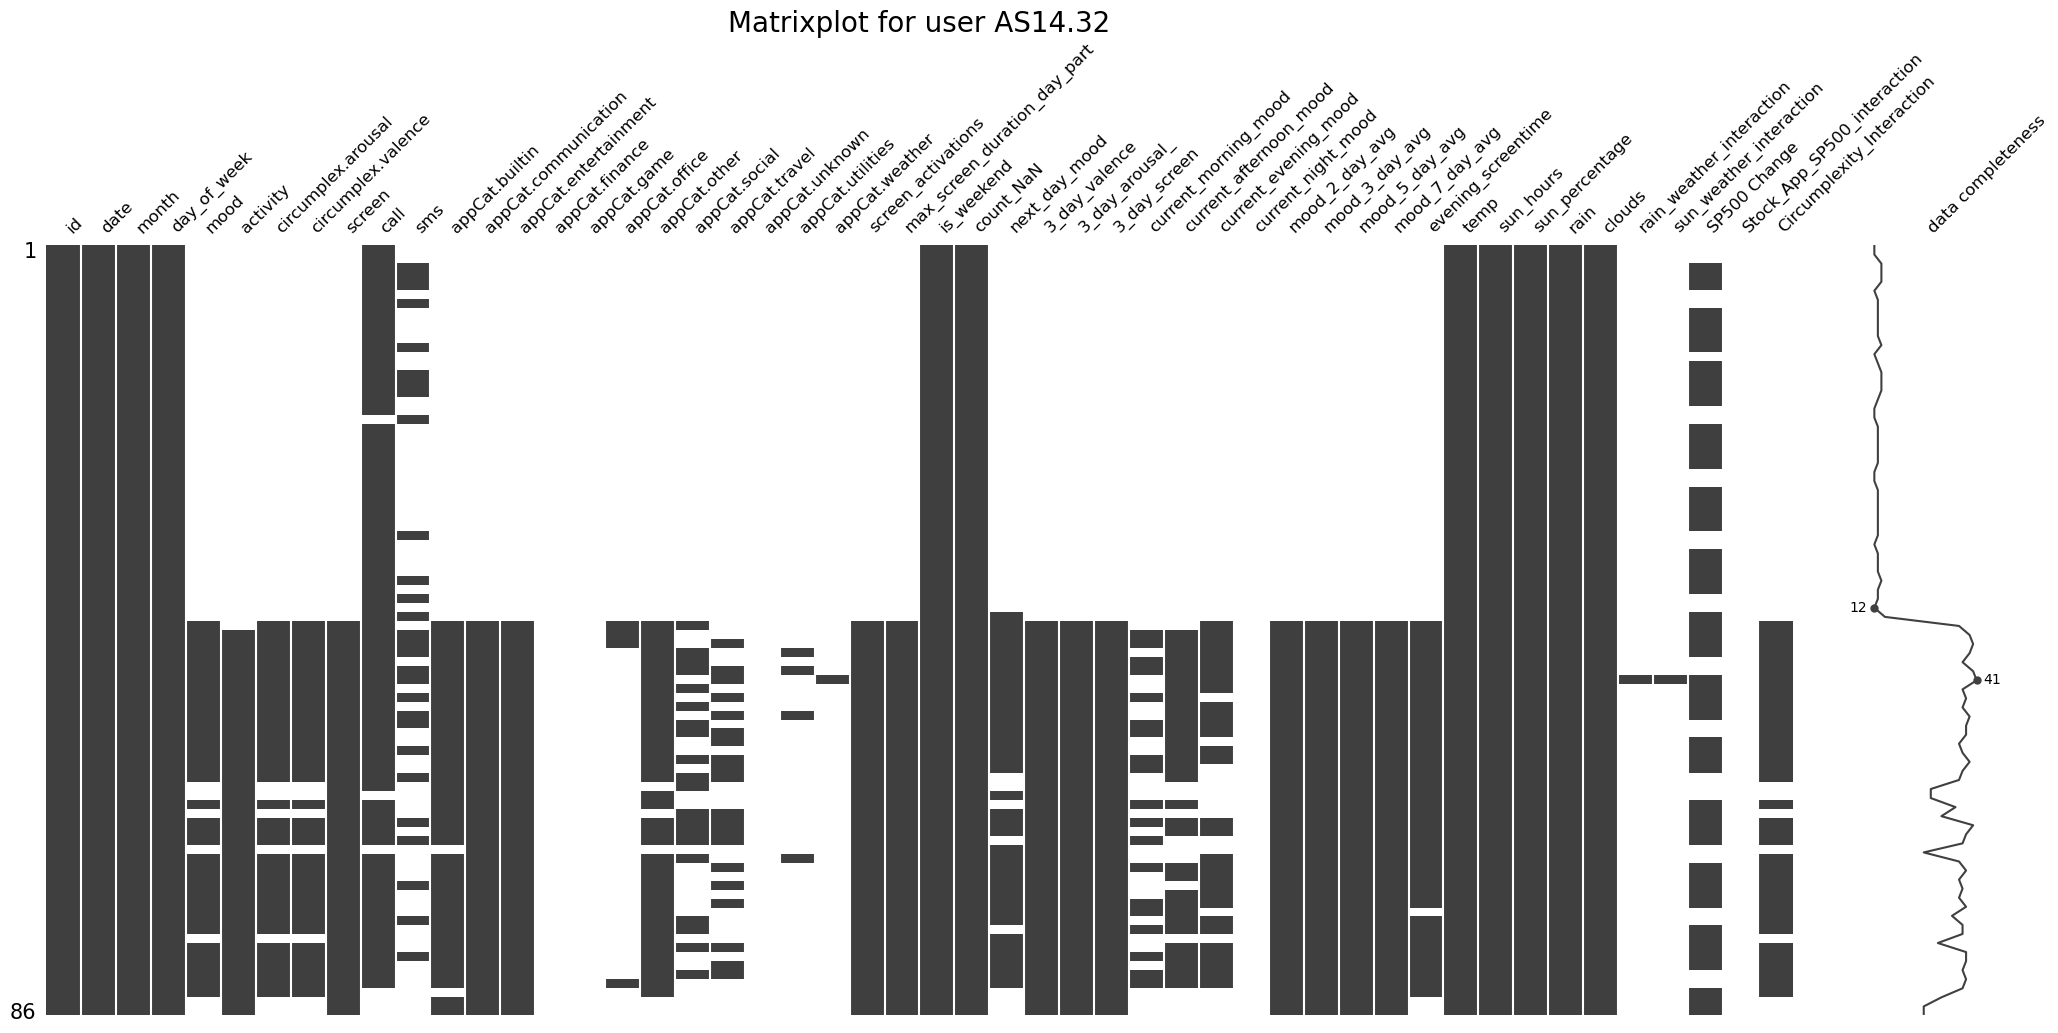 Matrixplot for user AS14.32
id
date
month
day_of_week
mood
activity
circumplex.arousal
circumplex.valence
screen
call
sms
appCat.builtin
appCat.communication
appCat.entertainment
appCat.finance
appCat.game
appCat.office
appCat.other
appCat.social
appCat.travel
appCat.unknown
appCat.utilities
appCat.weather
screen_activations
max_screen_duration_day_part
is_weekend
count_NaN
next_day_mood
3_day_valence
3_day_arousal_
3_day_screen
current_morning_mood
current_afternoon_mood
current_evening_mood
current_night_mood
mood_2_day_avg
mood_3_day_avg
mood_5_day_avg
mood_7_day_avg
evening_screentime
temp
sun_hours
sun_percentage
rain
clouds
rain_weather_interaction
sun_weather_interaction
SP500 Change
Stock_App_SP500_interaction
Circumplexity_Interaction
data completeness
1
12
41
86